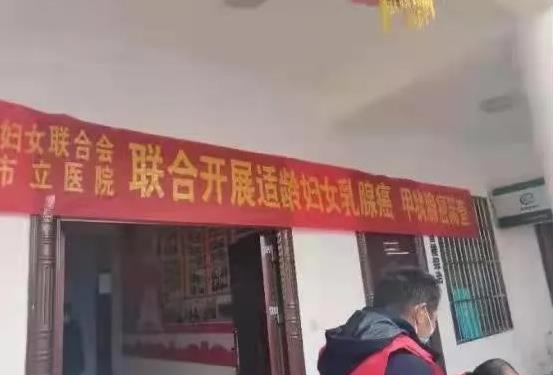 妇女联合会
市立医院
联合开展适龄妇女乳腺癌 甲状腺癌筛查